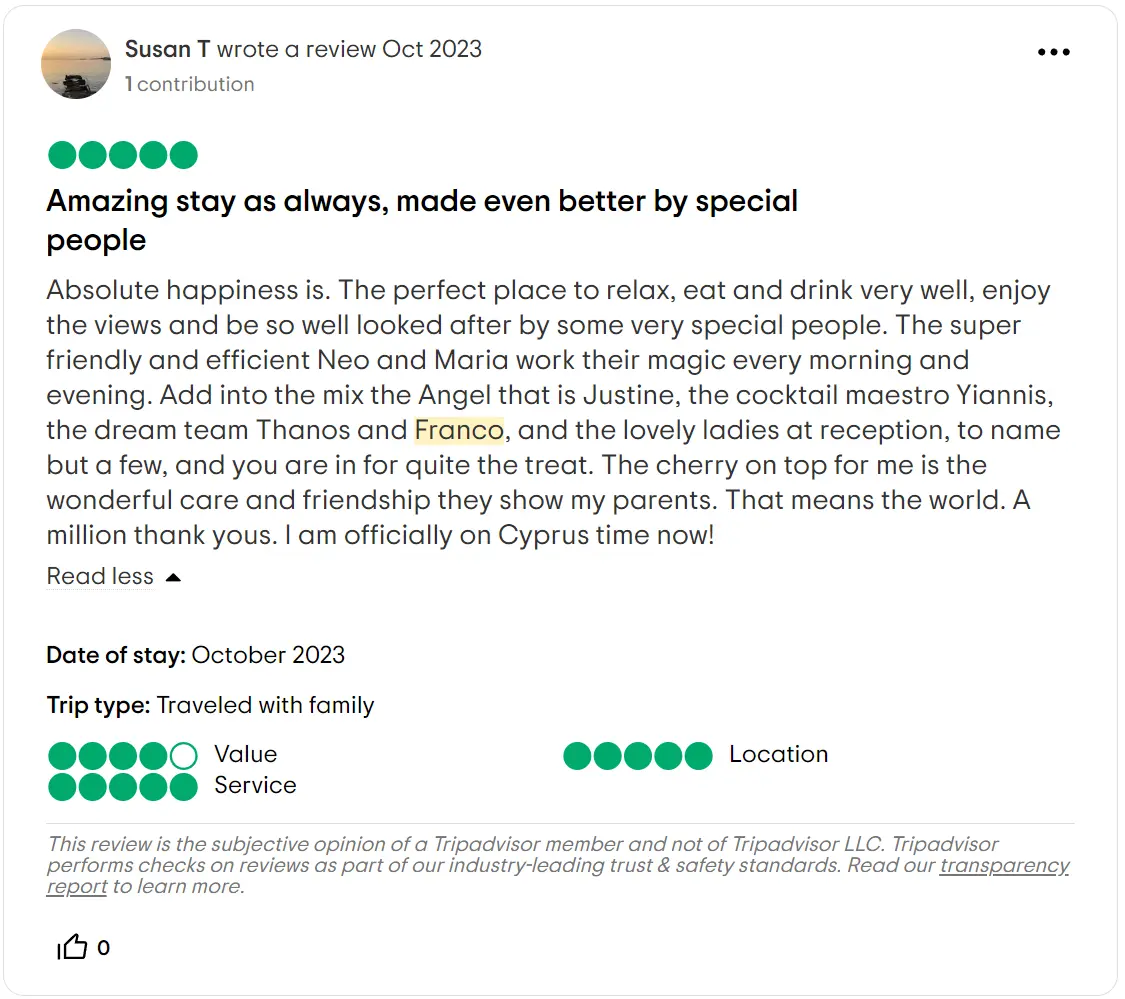 Susan T wrote a review Oct 2023
1 contribution
Amazing stay as always, made even better by special
people
Absolute happiness is. The perfect place to relax, eat and drink very well, enjoy
the views and be so well looked after by some very special people. The super
friendly and efficient Neo and Maria work their magic every morning and
evening. Add into the mix the Angel that is Justine, the cocktail maestro Yiannis,
the dream team Thanos and Franco, and the lovely ladies at reception, to name
but a few, and you are in for quite the treat. The cherry on top for me is the
wonderful care and friendship they show my parents. That means the world. A
million thank yous. I am officially on Cyprus time now!
Read less
Date of stay: October 2023
Trip type: Traveled with family
Value
Location
Service
This review is the subjective opinion of a Tripadvisor member and not of Tripadvisor LLC. Tripadvisor
performs checks on reviews as part of our industry-leading trust & safety standards. Read our transparency
report to learn more.
0